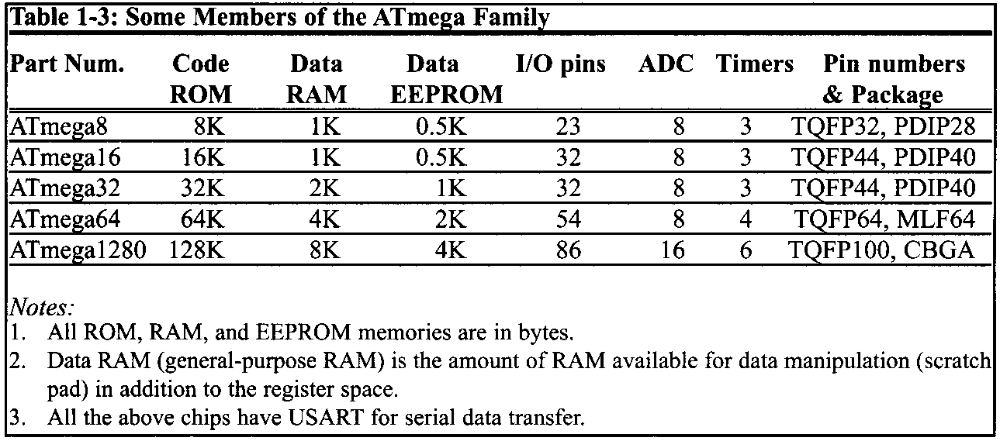 Table 1-3: Some Members of the ATmega Family
Part Num. Code Data Data I/O pins ADC Timers Pin numbers
ROM RAM EEPROM & Package
ATmega8 8K 1K 0.5K 23 8 3 TQFP32, PDIP28
ATmega16 16K 1K 0.5K 32 8 3 TQFP44, PDIP40
ATmega32 32K 2K 1K 32 8 3 TQFP44, PDIP40
ATmega64 64K 4K 2K 54 8 4 TQFP64, MLF64
ATmega1280 128K 8K 4K 86 16 6 TQFP100, CBGA
Notes:
1. All ROM, RAM, and EEPROM memories are in bytes.
2. Data RAM (general-purpose RAM) is the amount of RAM available for data manipulation (scratch
pad) in addition to the register space.
3. All the above chips have USART for serial data transfer.